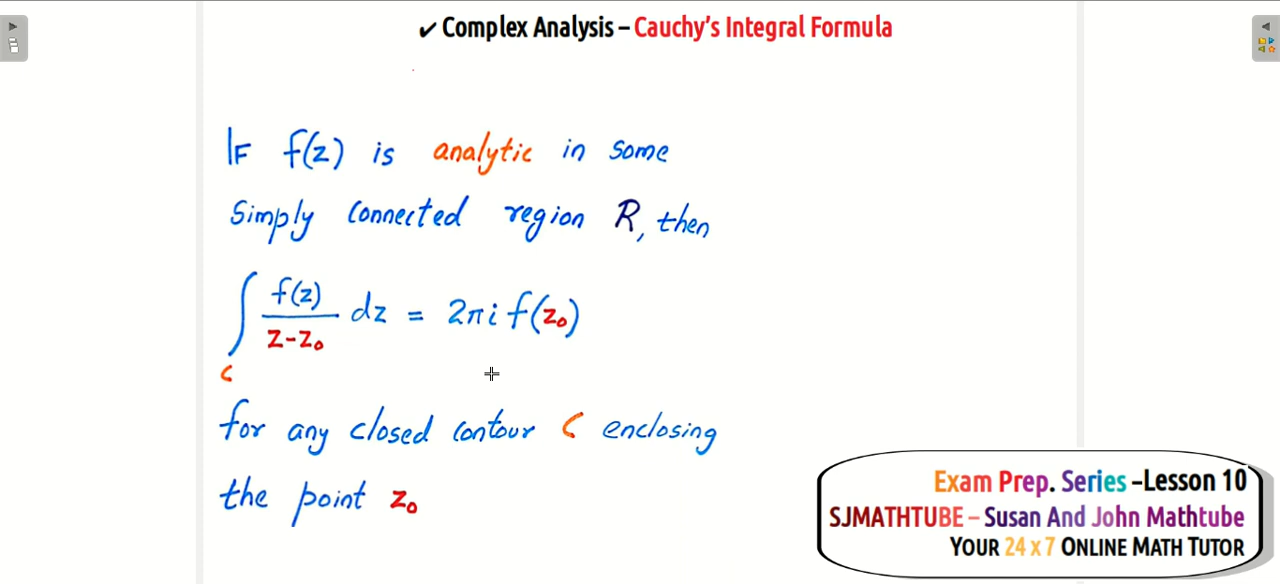 ✔ Complex Analysis – Cauchy's Integral Formula
IF f(z) is analytic in some
Simply connected region R, then
∫_C f(z)/(z-z₀) dz = 2πi f(z₀)
for any closed contour C enclosing
the point z₀
Exam Prep. Series –Lesson 10
SJMATHTUBE – Susan And John Mathtube
YOUR 24 x 7 ONLINE MATH TUTOR